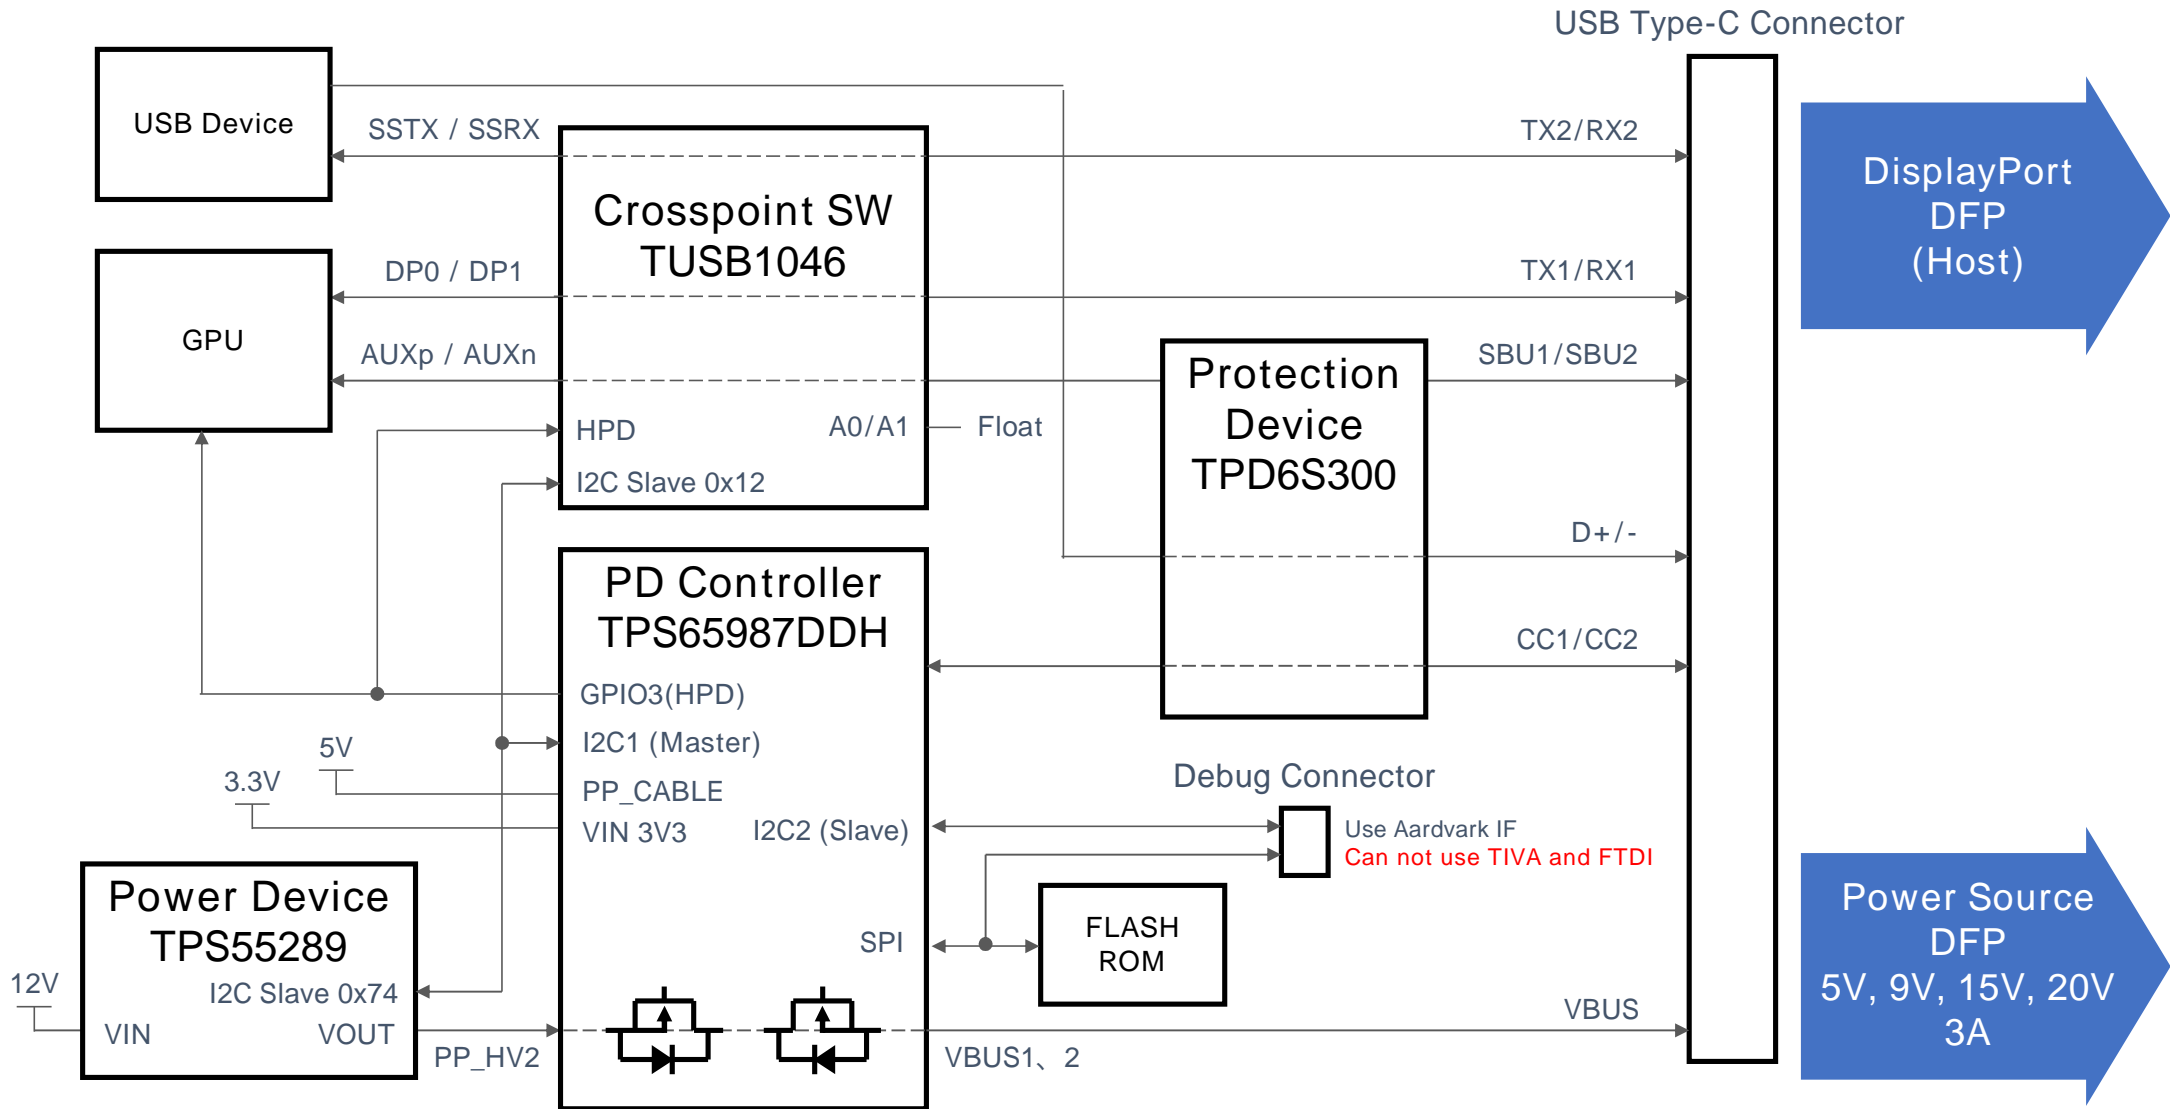 USB Type-C Connector
USB Device
SSTX / SSRX
TX2/RX2
Crosspoint SW
TUSB1046
DisplayPort
DFP
(Host)
GPU
DP0 / DP1
TX1/RX1
AUXp / AUXn
SBU1/SBU2
HPD
A0/A1
Float
I2C Slave 0x12
Protection
Device
TPD6S300
D+/-
PD Controller
TPS65987DDH
CC1/CC2
GPIO3(HPD)
I2C1 (Master)
5V
PP_CABLE
3.3V
VIN 3V3
I2C2 (Slave)
Debug Connector
Use Aardvark IF
Can not use TIVA and FTDI
SPI
FLASH
ROM
Power Device
TPS55289
12V
I2C Slave 0x74
VIN
VOUT
PP_HV2
VBUS1、2
VBUS
Power Source
DFP
5V, 9V, 15V, 20V
3A